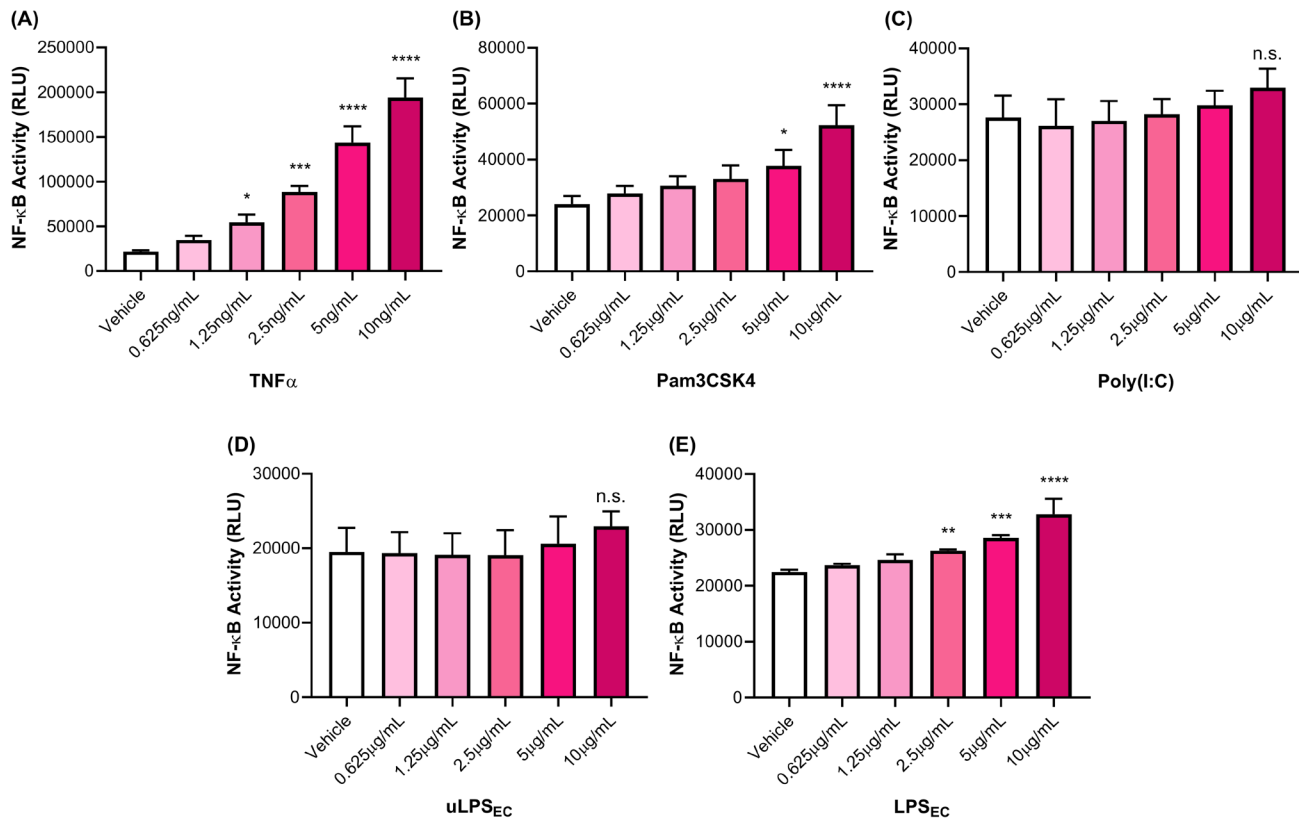 (A)
NF-κB Activity (RLU)
250000
200000
150000
100000
50000
0
*
***
****
****
Vehicle
0.625ng/mL
1.25ng/mL
2.5ng/mL
5ng/mL
10ng/mL
TNFα
(B)
NF-κB Activity (RLU)
80000
60000
40000
20000
0
*
****
Vehicle
0.625μg/mL
1.25μg/mL
2.5μg/mL
5μg/mL
10μg/mL
Pam3CSK4
(C)
NF-κB Activity (RLU)
40000
30000
20000
10000
0
n.s.
Vehicle
0.625μg/mL
1.25μg/mL
2.5μg/mL
5μg/mL
10μg/mL
Poly(I:C)
(D)
NF-κB Activity (RLU)
30000
20000
10000
0
n.s.
Vehicle
0.625μg/mL
1.25μg/mL
2.5μg/mL
5μg/mL
10μg/mL
uLPSEC
(E)
NF-κB Activity (RLU)
40000
30000
20000
10000
0
**
***
****
Vehicle
0.625μg/mL
1.25μg/mL
2.5μg/mL
5μg/mL
10μg/mL
LPSEC